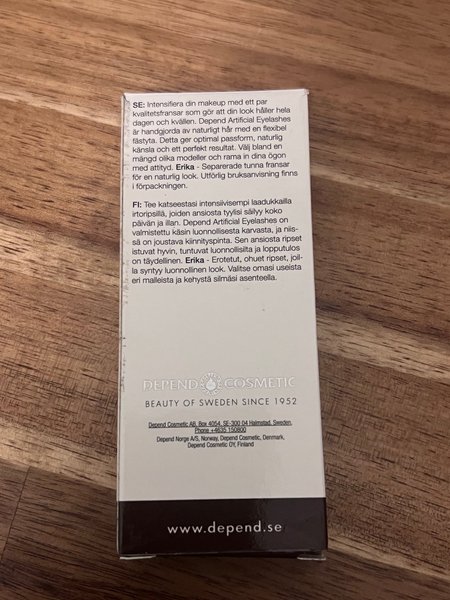 SE: Intensifiera din makeup med ett par
kvalitetsfransar som gör att din look håller hela
dagen och kvällen. Depend Artificial Eyelashes
är handgjorda av naturligt hår med en flexibel
fästyta. Detta ger optimal passform, naturlig
känsla och ett perfekt resultat. Välj bland en
mängd olika modeller och rama in dina ögon
med attityd. Erika - Separerade tunna fransar
för en naturlig look. Utförlig bruksanvisning finns
i förpackningen.
FI: Tee katseestasi intensiivisempi laadukkailla
irtoripsillä, joiden ansiosta tyylisi säilyy koko
päivän ja illan. Depend Artificial Eyelashes on
valmistettu käsin luonnollisesta karvasta, ja niis-
sä on joustava kiinnityspinta. Sen ansiosta ripset
istuvat hyvin, tuntuvat luonnollisilta ja lopputulos
on täydellinen. Erika - Erotetut, ohuet ripset, joil-
la syntyy luonnollinen look. Valitse omasi useista
eri malleista ja kehystä silmäsi asenteella.
DEPEND COSMETIC
BEAUTY OF SWEDEN SINCE 1952
Depend Cosmetic AB, Box 4054, SE-300 04 Halmstad, Sweden,
Phone +4635 150800
Depend Norge A/S, Norway, Depend Cosmetic, Denmark,
Depend Cosmetic OY, Finland
www.depend.se